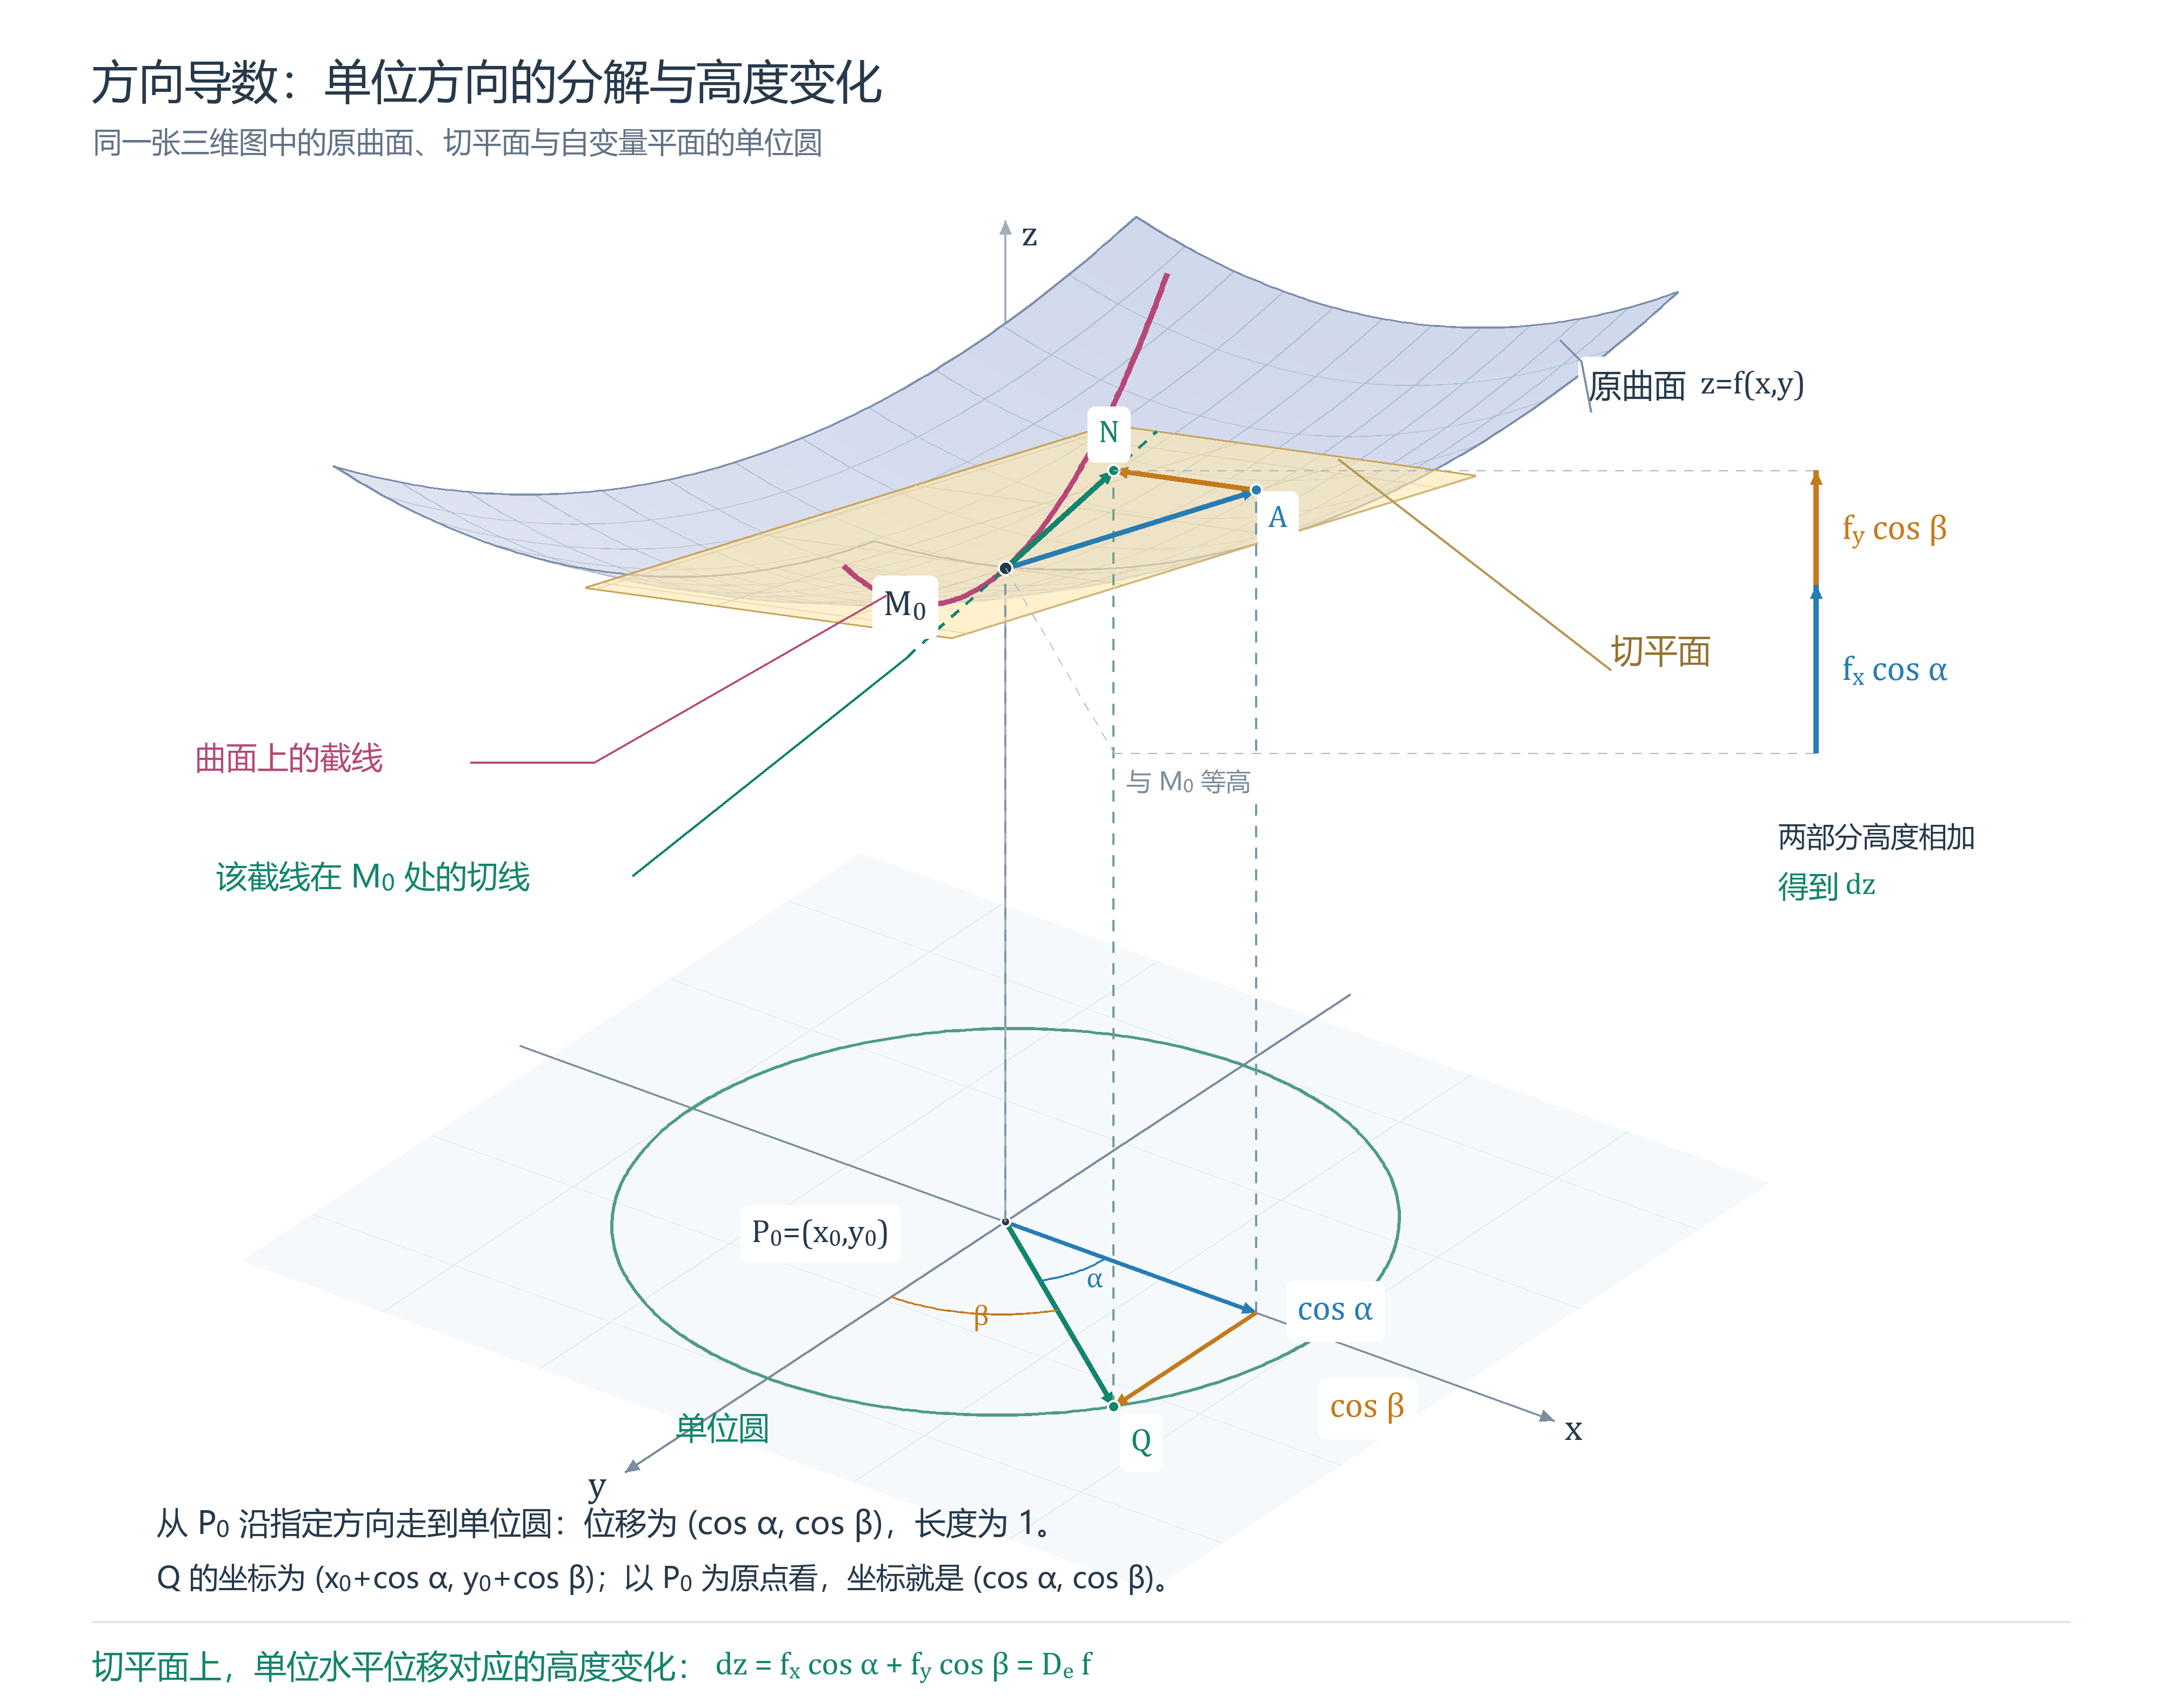 方向导数：单位方向的分解与高度变化
同一张三维图中的原曲面、切平面与自变量平面的单位圆
z
原曲面 z=f(x,y)
N
A
f_y cos β
M₀
切平面
f_x cos α
曲面上的截线
与 M₀ 等高
两部分高度相加
该截线在 M₀ 处的切线
得到 dz
P₀=(x₀,y₀)
α
β
cos α
cos β
单位圆
Q
x
y
从 P₀ 沿指定方向走到单位圆：位移为 (cos α, cos β)，长度为 1。
Q 的坐标为 (x₀+cos α, y₀+cos β)；以 P₀ 为原点看，坐标就是 (cos α, cos β)。
切平面上，单位水平位移对应的高度变化： dz = fₓ cos α + f_y cos β = Dₑ f